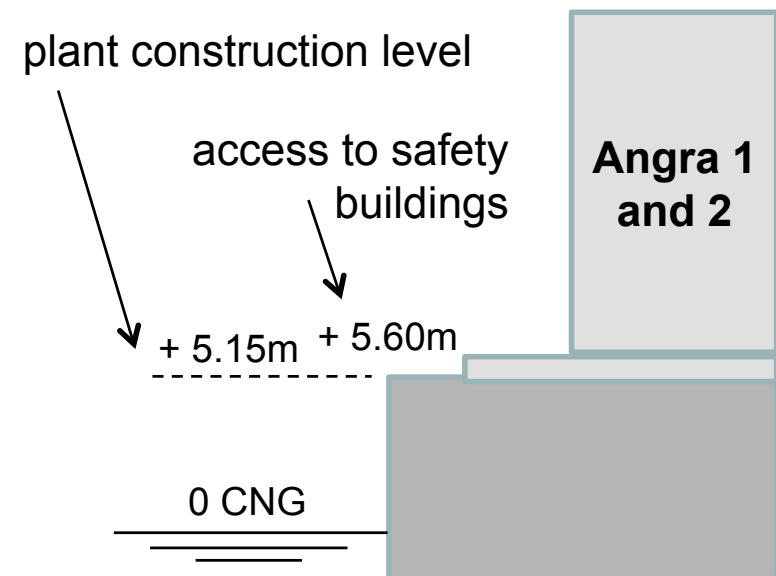 plant construction level
access to safety
buildings
Angra 1
and 2
+ 5.15m
+ 5.60m
0 CNG